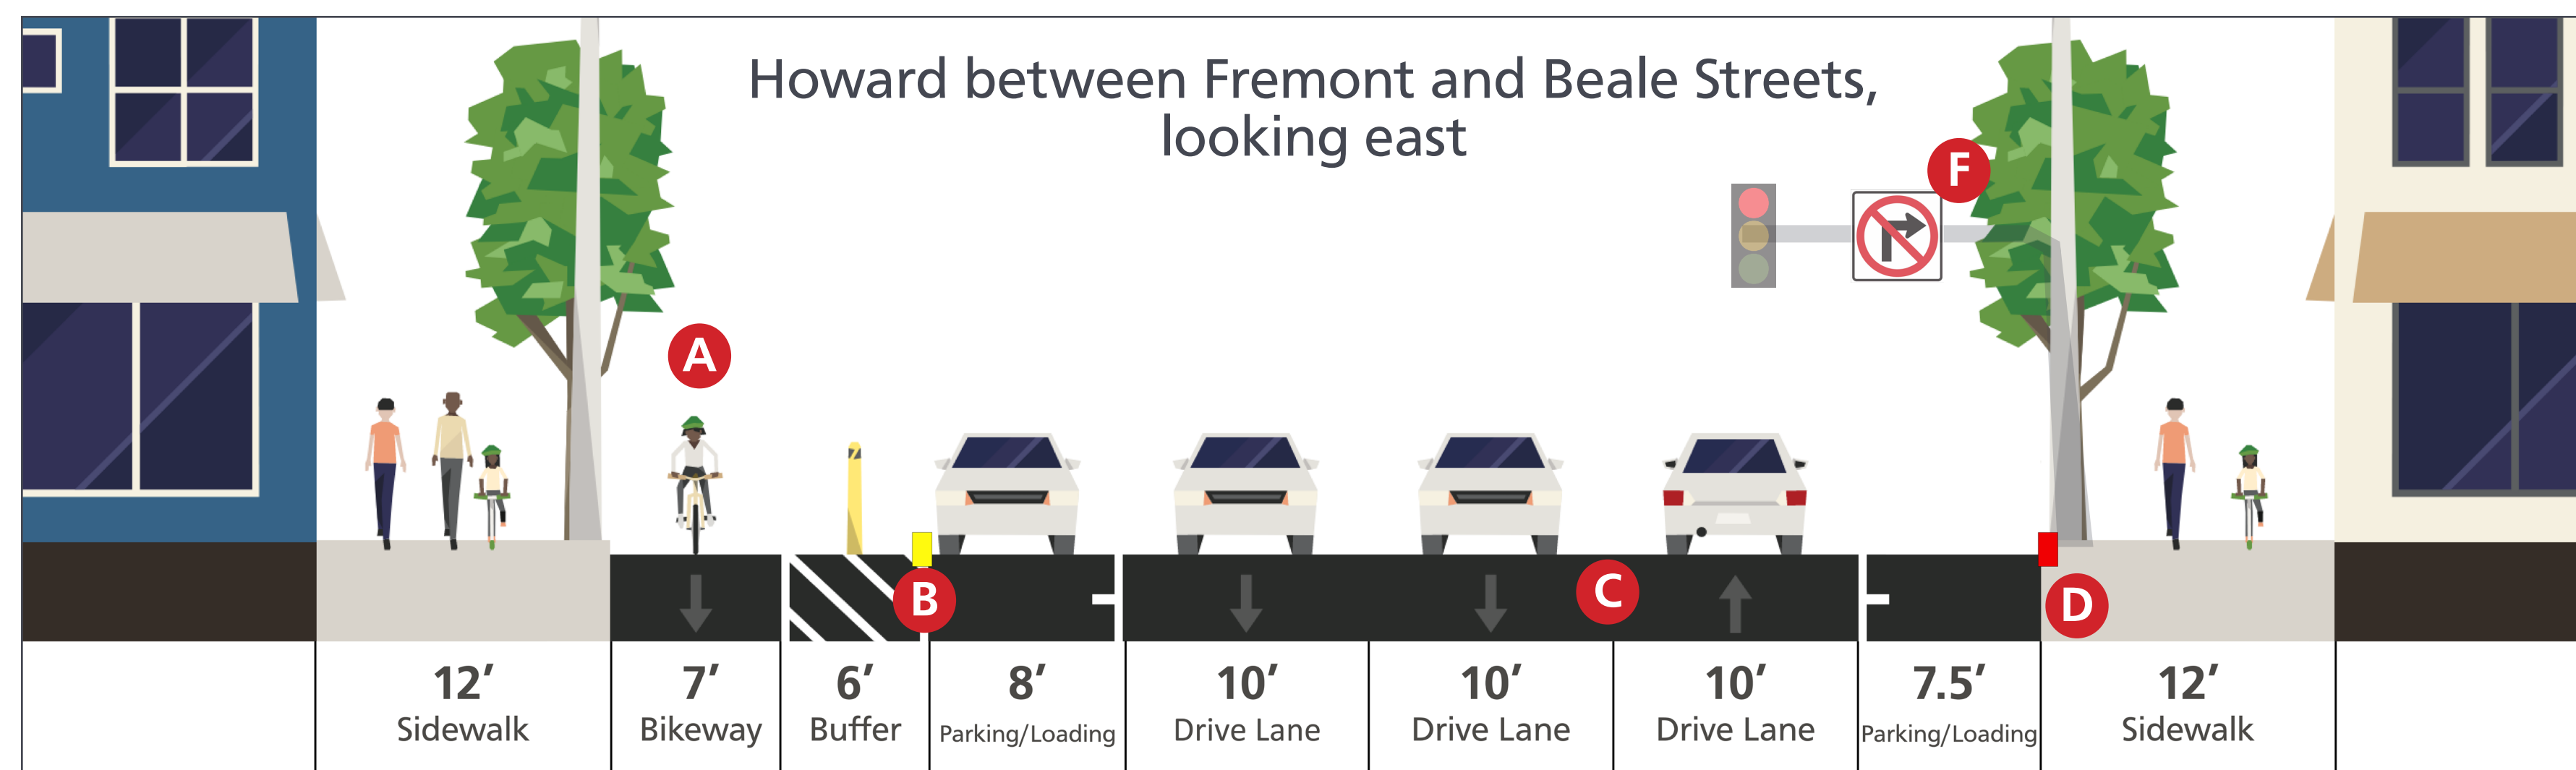 Howard between Fremont and Beale Streets,
looking east
F
A
B
C
D
12’ 7’ 6’ 8’ 10’ 10’ 10’ 7.5’ 12’
Sidewalk Bikeway Buffer Parking/Loading Drive Lane Drive Lane Drive Lane Parking/Loading Sidewalk